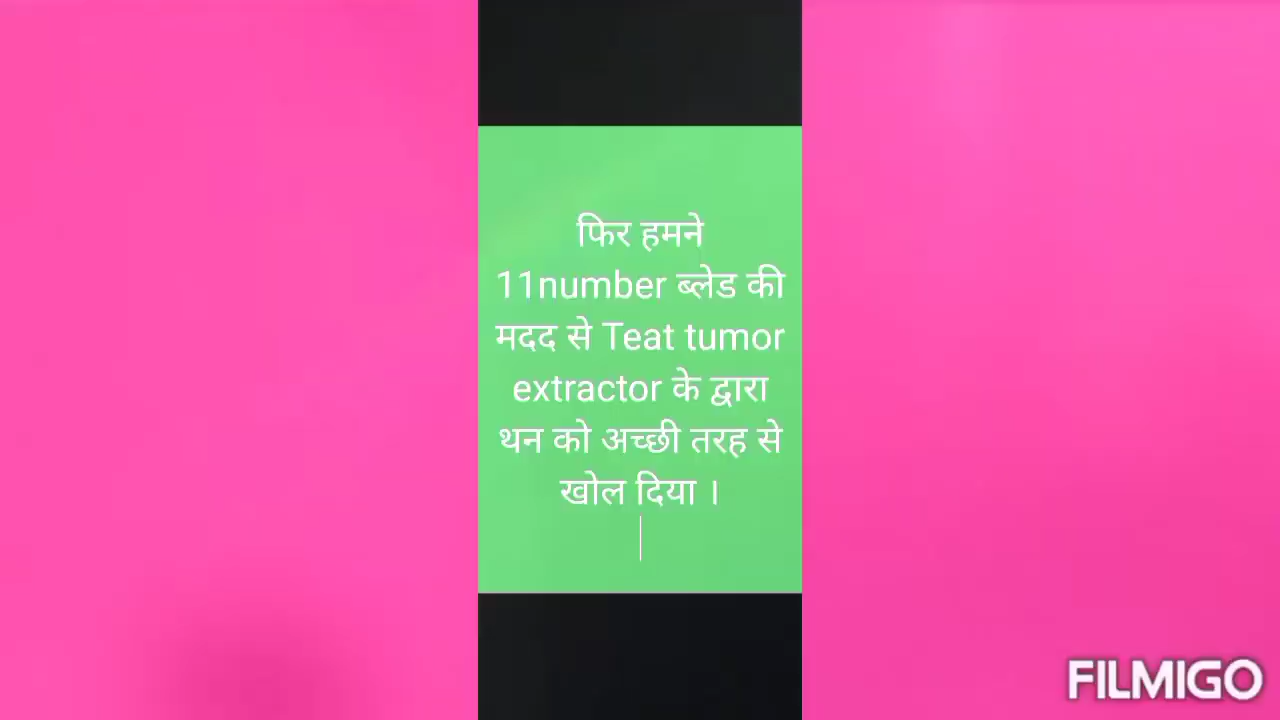 फिर हमने
11number ब्लेड की
मदद से Teat tumor
extractor के द्वारा
थन को अच्छी तरह से
खोल दिया ।
FILMIGO